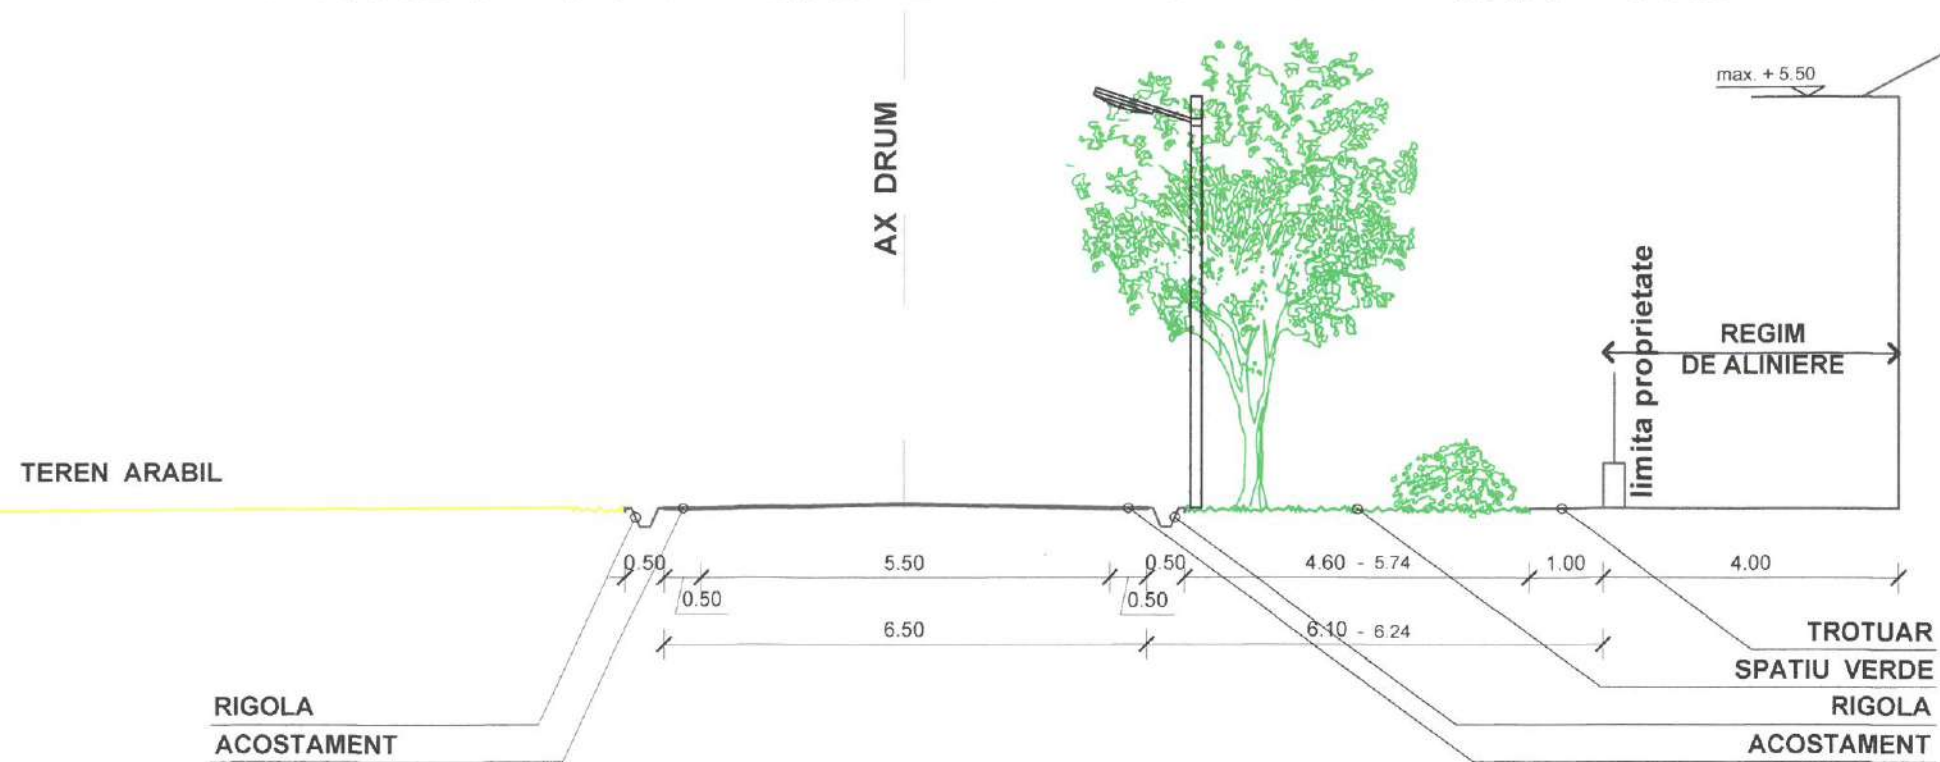 max. + 5.50
AX DRUM
limita proprietate
REGIM
DE ALINIERE
TEREN ARABIL
0.50
5.50
0.50
4.60 - 5.74
1.00
4.00
0.50
0.50
6.50
6.10 - 6.24
TROTUAR
SPATIU VERDE
RIGOLA
RIGOLA
ACOSTAMENT
ACOSTAMENT